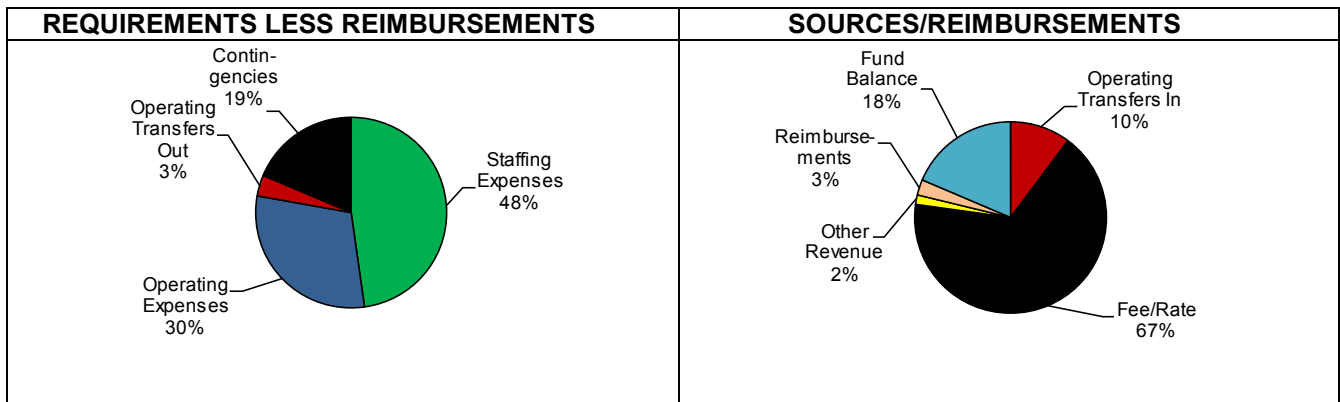 REQUIREMENTS LESS REIMBURSEMENTS
Contin-
gencies
19%
Operating
Transfers
Out
3%
Staffing
Expenses
48%
Operating
Expenses
30%
SOURCES/REIMBURSEMENTS
Fund
Balance
18%
Operating
Transfers In
10%
Reimburse-
ments
3%
Other
Revenue
2%
Fee/Rate
67%